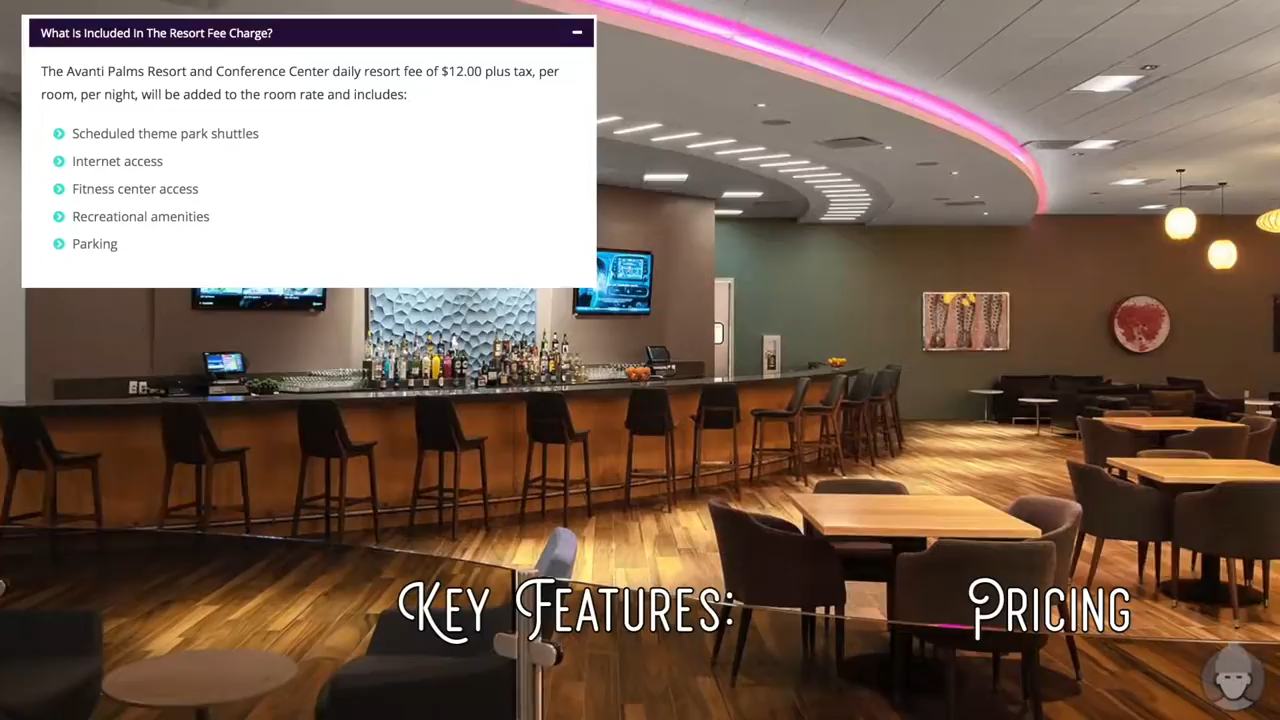 What Is Included In The Resort Fee Charge?
The Avanti Palms Resort and Conference Center daily resort fee of $12.00 plus tax, per
room, per night, will be added to the room rate and includes:
Scheduled theme park shuttles
Internet access
Fitness center access
Recreational amenities
Parking
Key Features:
Pricing